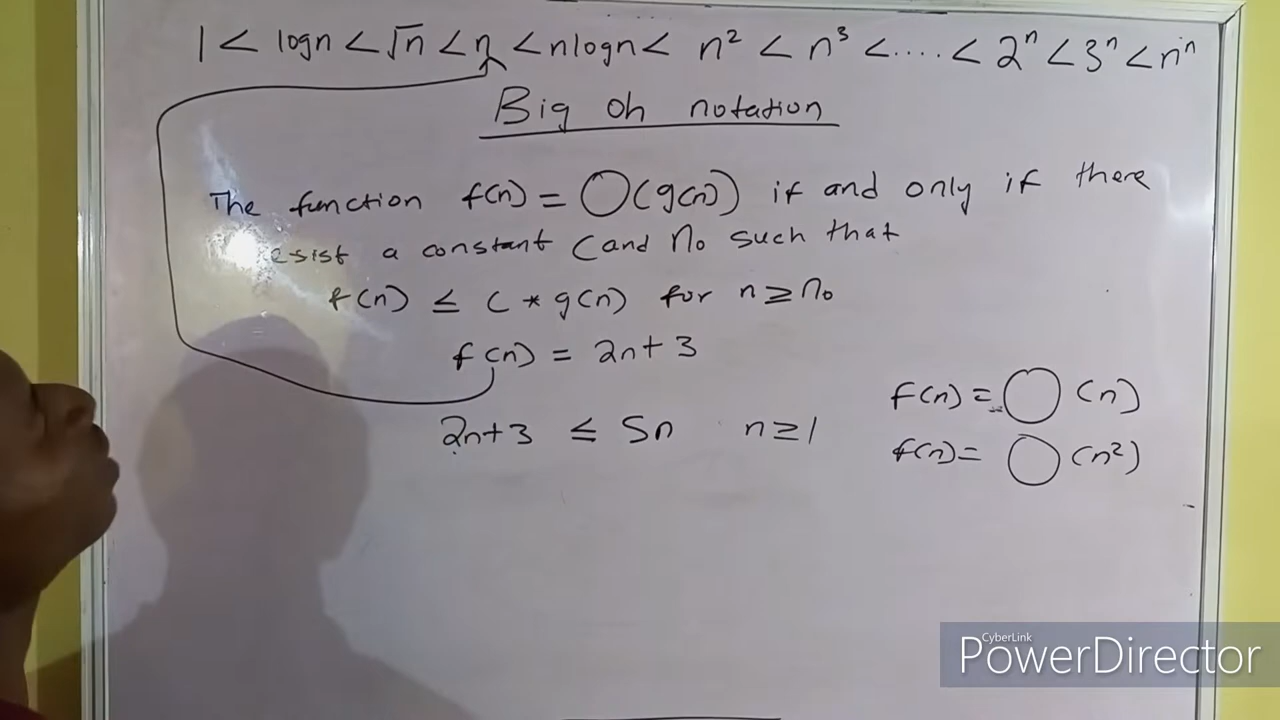 1 < logn < √n < n < nlogn < n² < n³ < .... < 2ⁿ < 3ⁿ < nⁿ
Big Oh notation
The function f(n) = O(g(n)) if and only if there
esist a constant C and n₀ such that
f(n) ≤ C * g(n) for n ≥ n₀
f(n) = 2n+3
2n+3 ≤ 5n n≥1
f(n) = O(n)
f(n) = O(n²)
CyberLink
PowerDirector